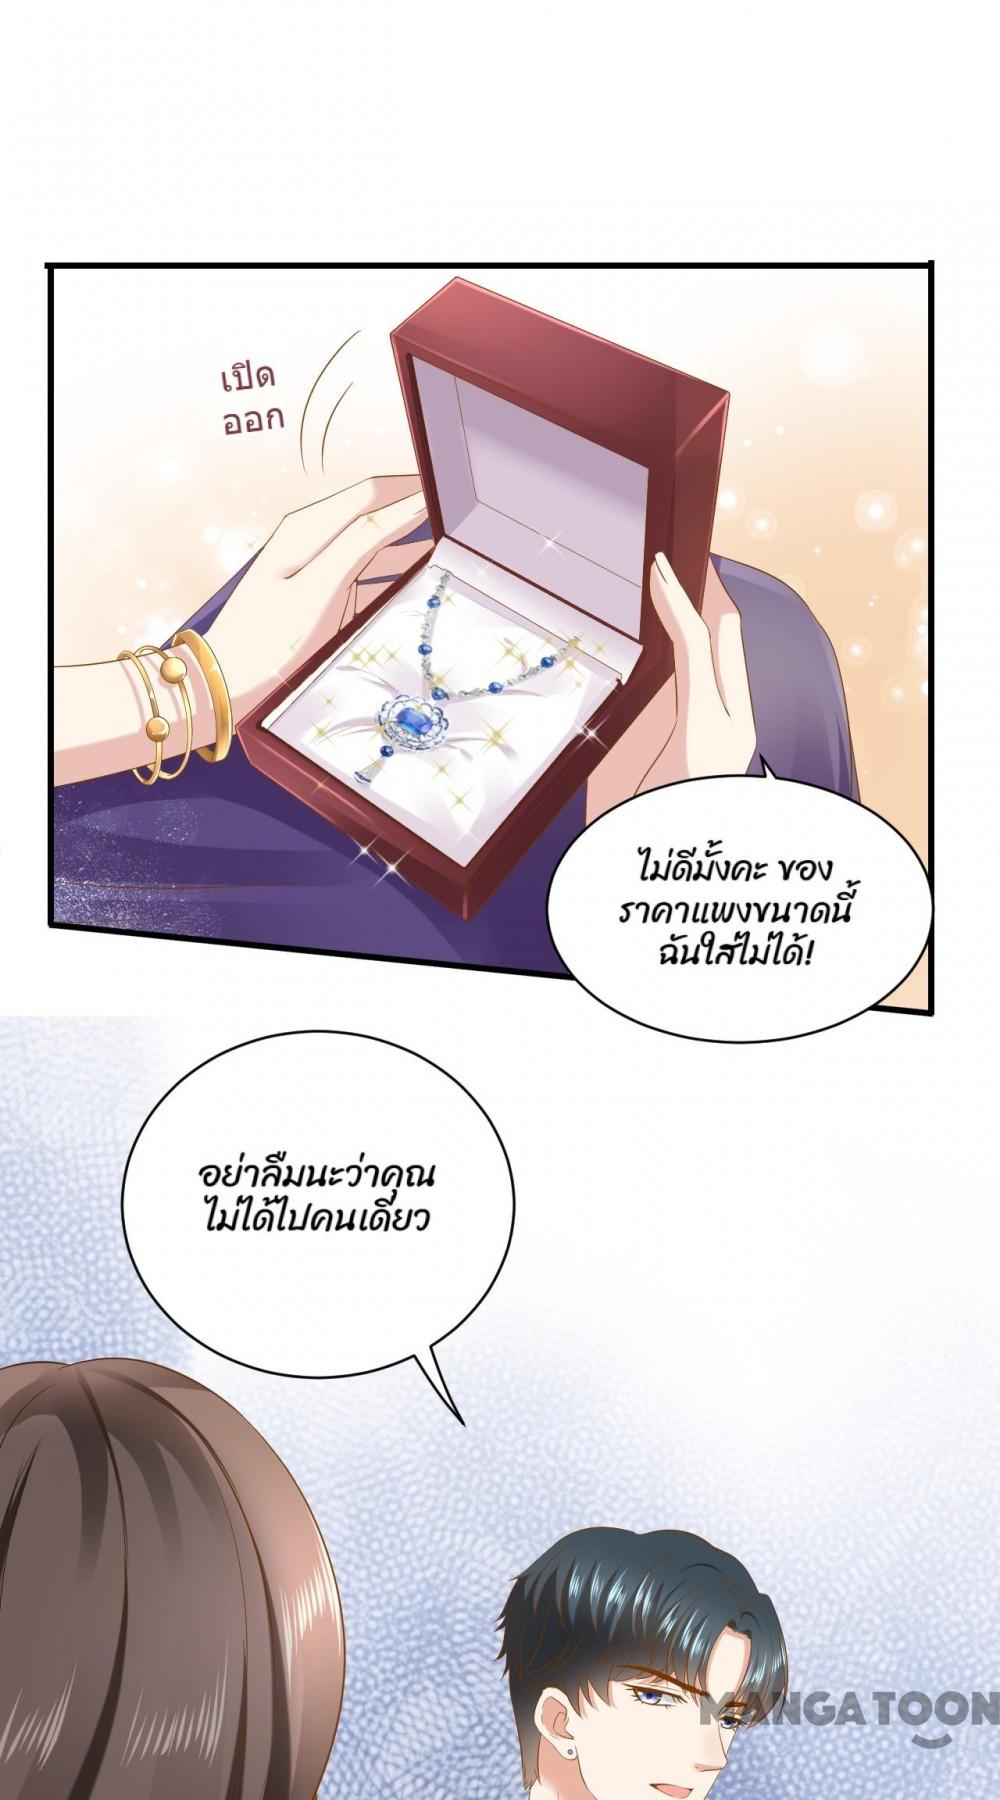 เปิด
ออก
ไม่ดีมั้งคะ ของ
ราคาแพงขนาดนี้
ฉันใส่ไม่ได้!
อย่าลืมนะว่าคุณ
ไม่ได้ไปคนเดียว
MANGATOON